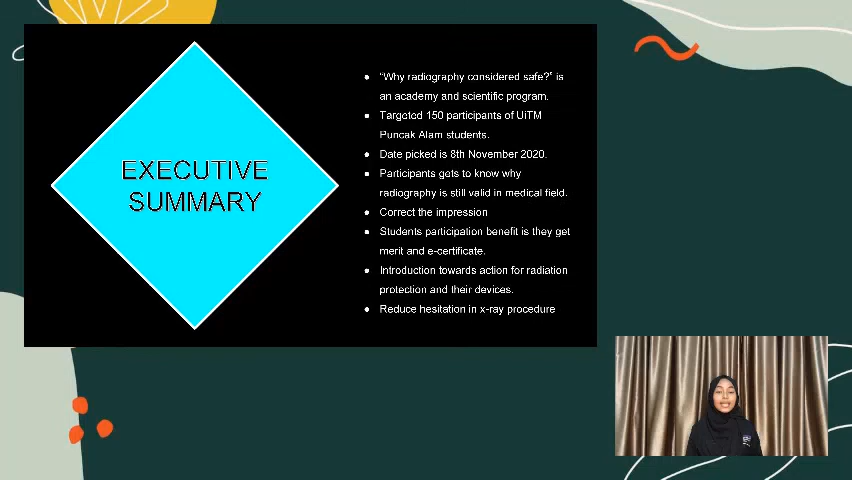 EXECUTIVE
SUMMARY
● “Why radiography considered safe?” is
an academy and scientific program.
● Targeted 150 participants of UiTM
Puncak Alam students.
● Date picked is 8th November 2020.
● Participants gets to know why
radiography is still valid in medical field.
● Correct the impression
● Students participation benefit is they get
merit and e-certificate.
● Introduction towards action for radiation
protection and their devices.
● Reduce hesitation in x-ray procedure